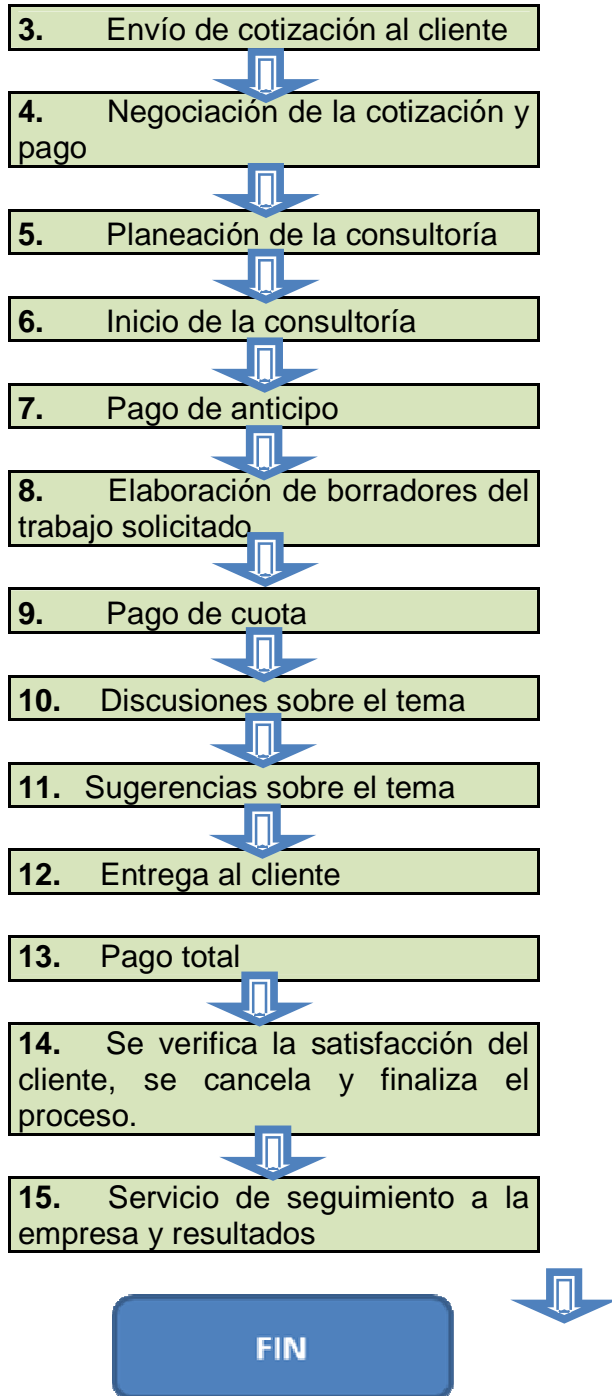 3. Envío de cotización al cliente
4. Negociación de la cotización y
pago
5. Planeación de la consultoría
6. Inicio de la consultoría
7. Pago de anticipo
8. Elaboración de borradores del
trabajo solicitado
9. Pago de cuota
10. Discusiones sobre el tema
11. Sugerencias sobre el tema
12. Entrega al cliente
13. Pago total
14. Se verifica la satisfacción del
cliente, se cancela y finaliza el
proceso.
15. Servicio de seguimiento a la
empresa y resultados
FIN